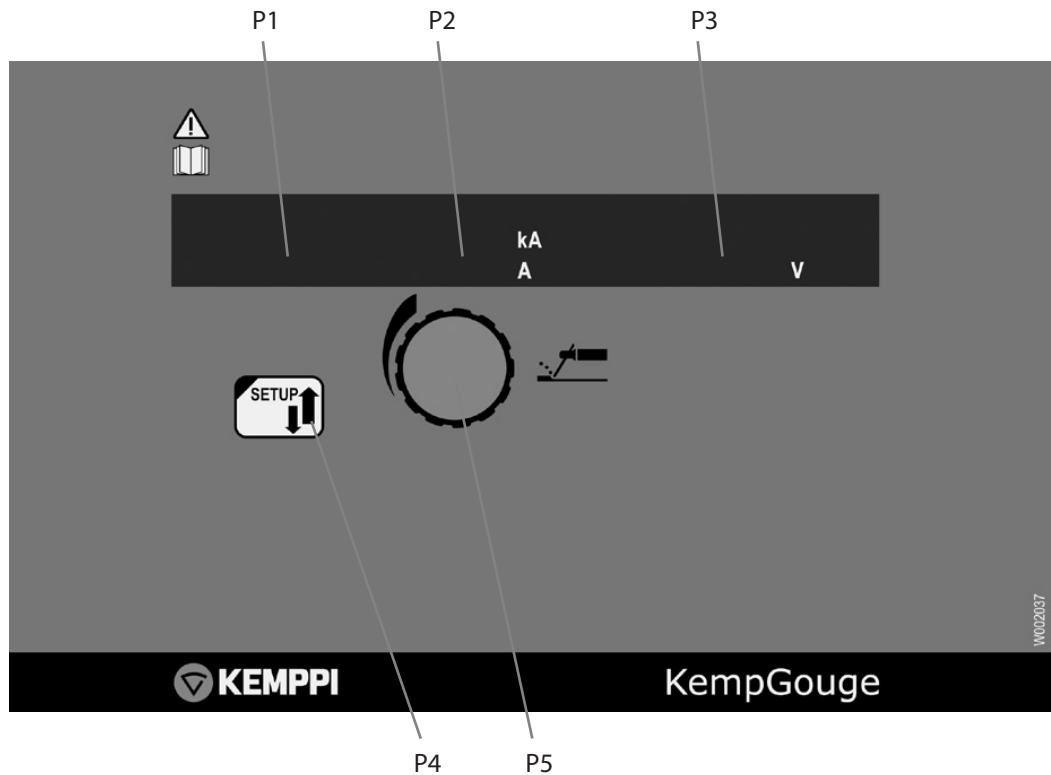 P1 P2 P3
kA
A V
SETUP
W002037
KEMPPI KempGouge
P4 P5